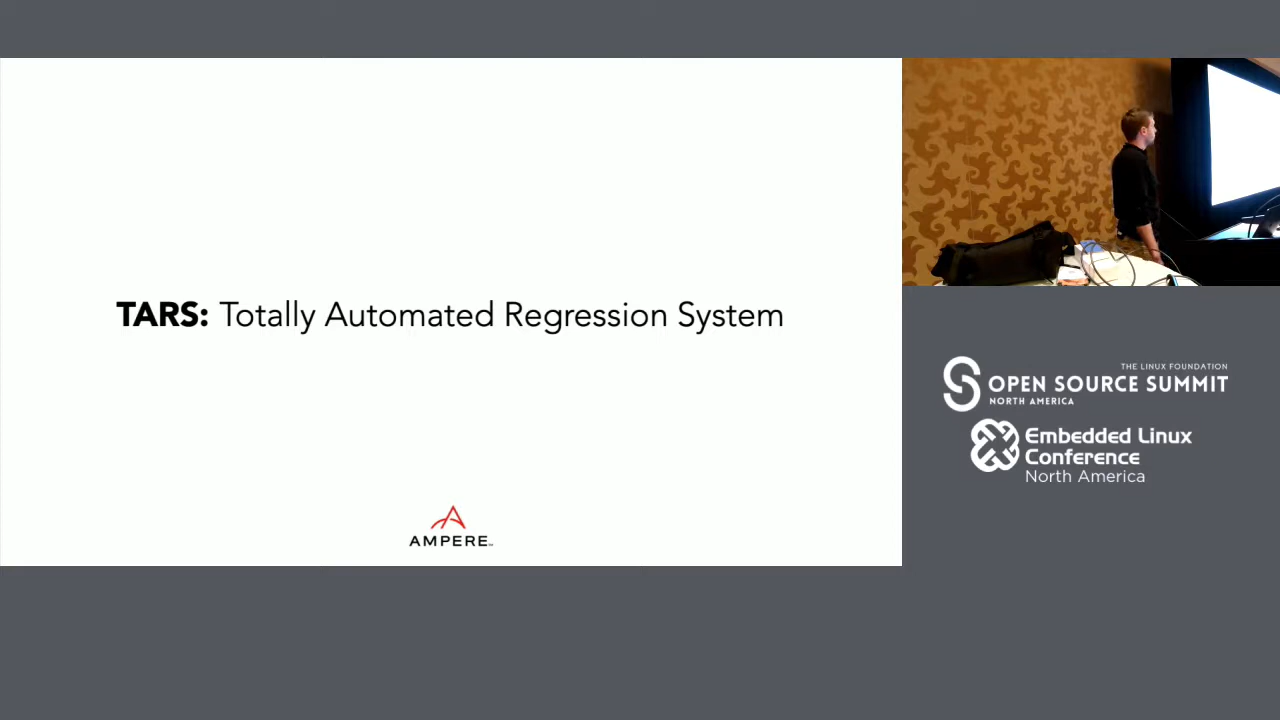 TARS: Totally Automated Regression System
AMPERE
THE LINUX FOUNDATION
OPEN SOURCE SUMMIT
NORTH AMERICA
Embedded Linux
Conference
North America